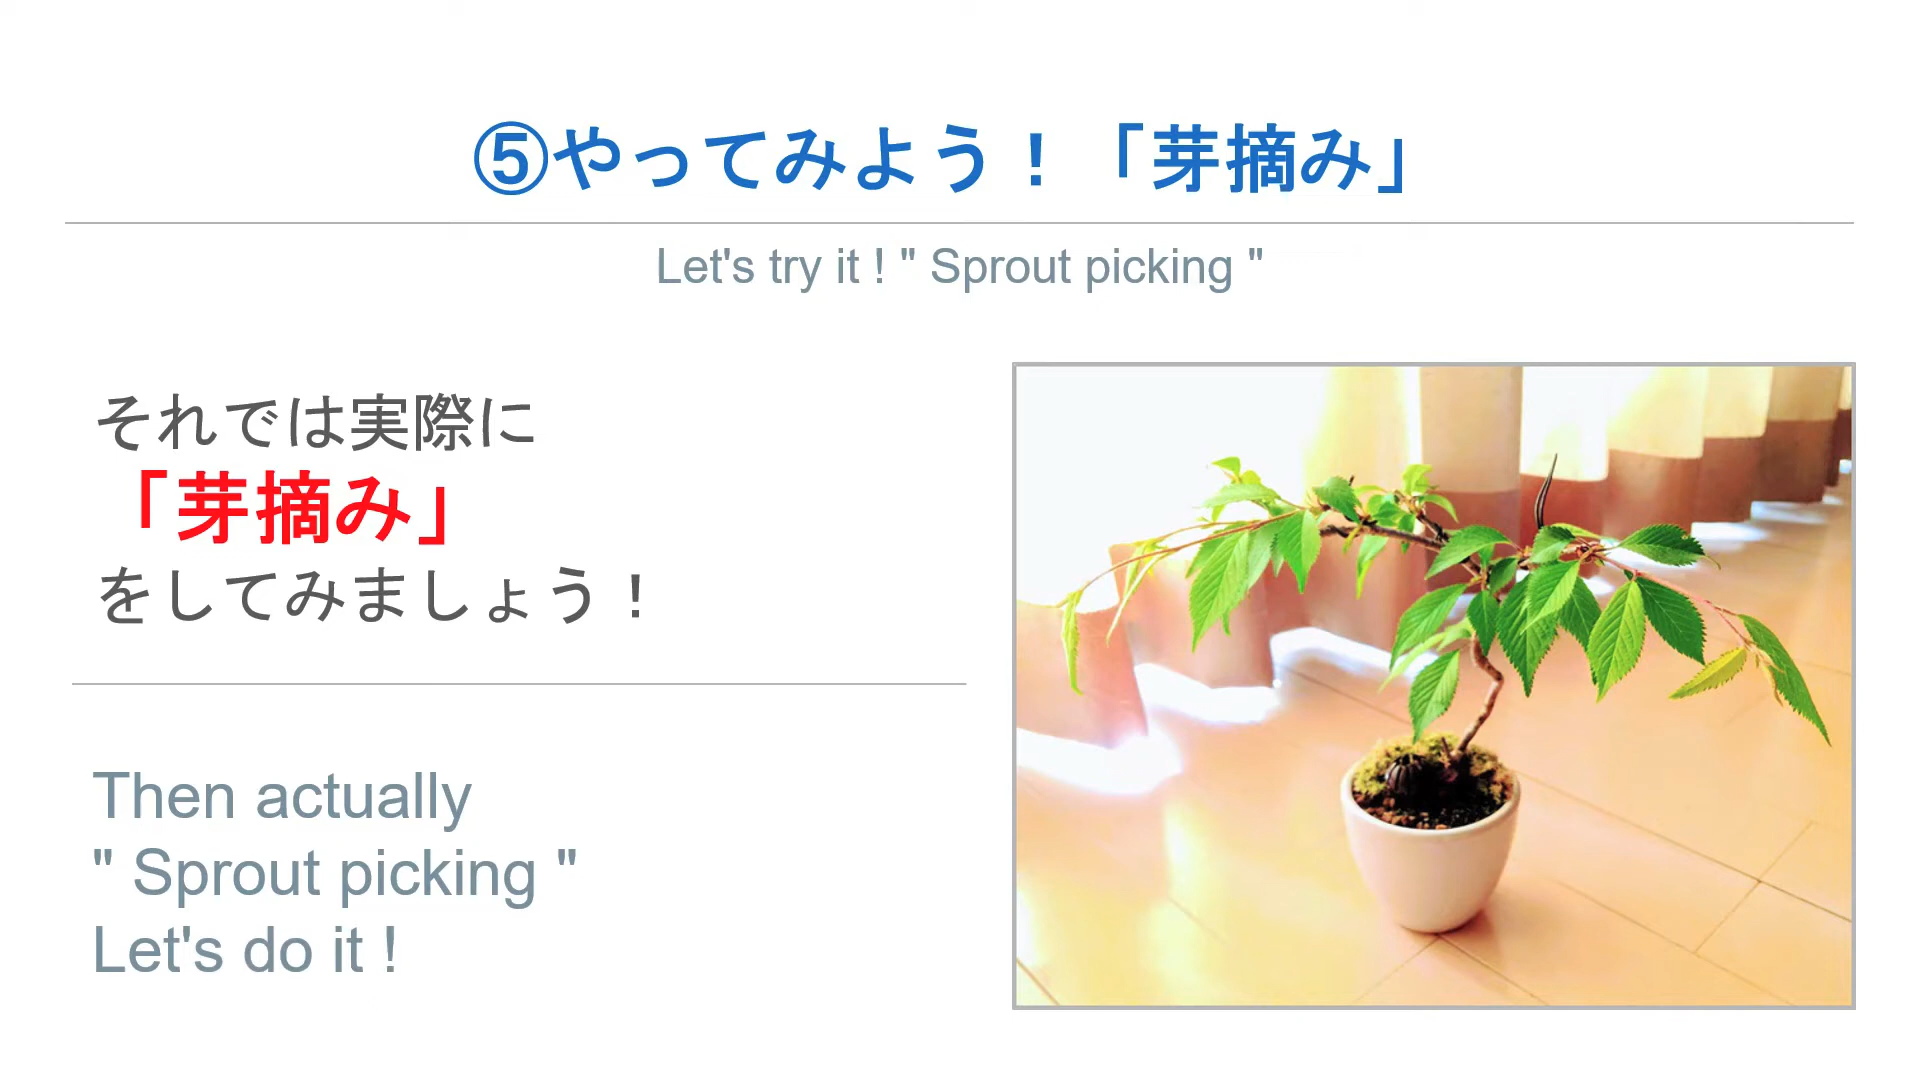 ⑤やってみよう！「芽摘み」
Let's try it ! " Sprout picking "
それでは実際に
「芽摘み」
をしてみましょう！
Then actually
" Sprout picking "
Let's do it !